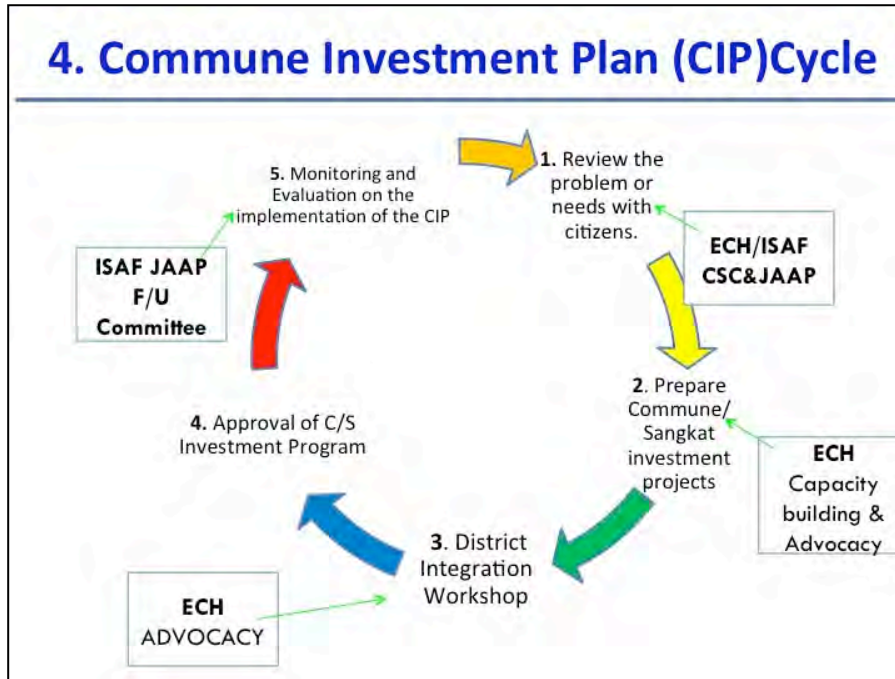 4. Commune Investment Plan (CIP)Cycle
1. Review the
problem or
needs with
citizens.
ECH/ISAF
CSC&JAAP
2. Prepare
Commune/
Sangkat
investment
projects
ECH
Capacity
building &
Advocacy
3. District
Integration
Workshop
ECH
ADVOCACY
4. Approval of C/S
Investment Program
5. Monitoring and
Evaluation on the
implementation of the CIP
ISAF JAAP
F/U
Committee